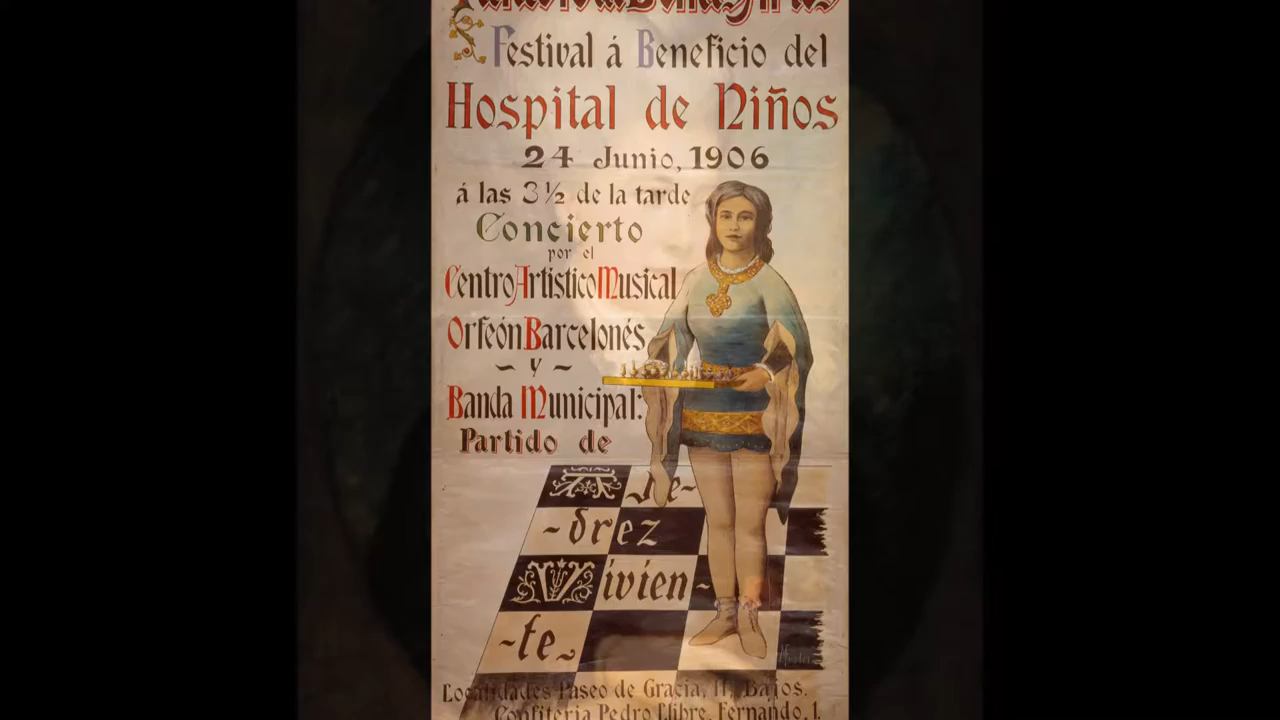 Festival á Beneficio del
Hospital de Niños
24 Junio, 1906
á las 3½ de la tarde
Concierto
por el
Centro Artistico Musical
Orfeón Barcelonés
~ y ~
Banda Municipal:
Partido de
A je-
-drez
Vivien-
-te
Localidades Paseo de Gracia, 11, Bajos.
Confiteria Pedro Llibre, Fernando, 1.